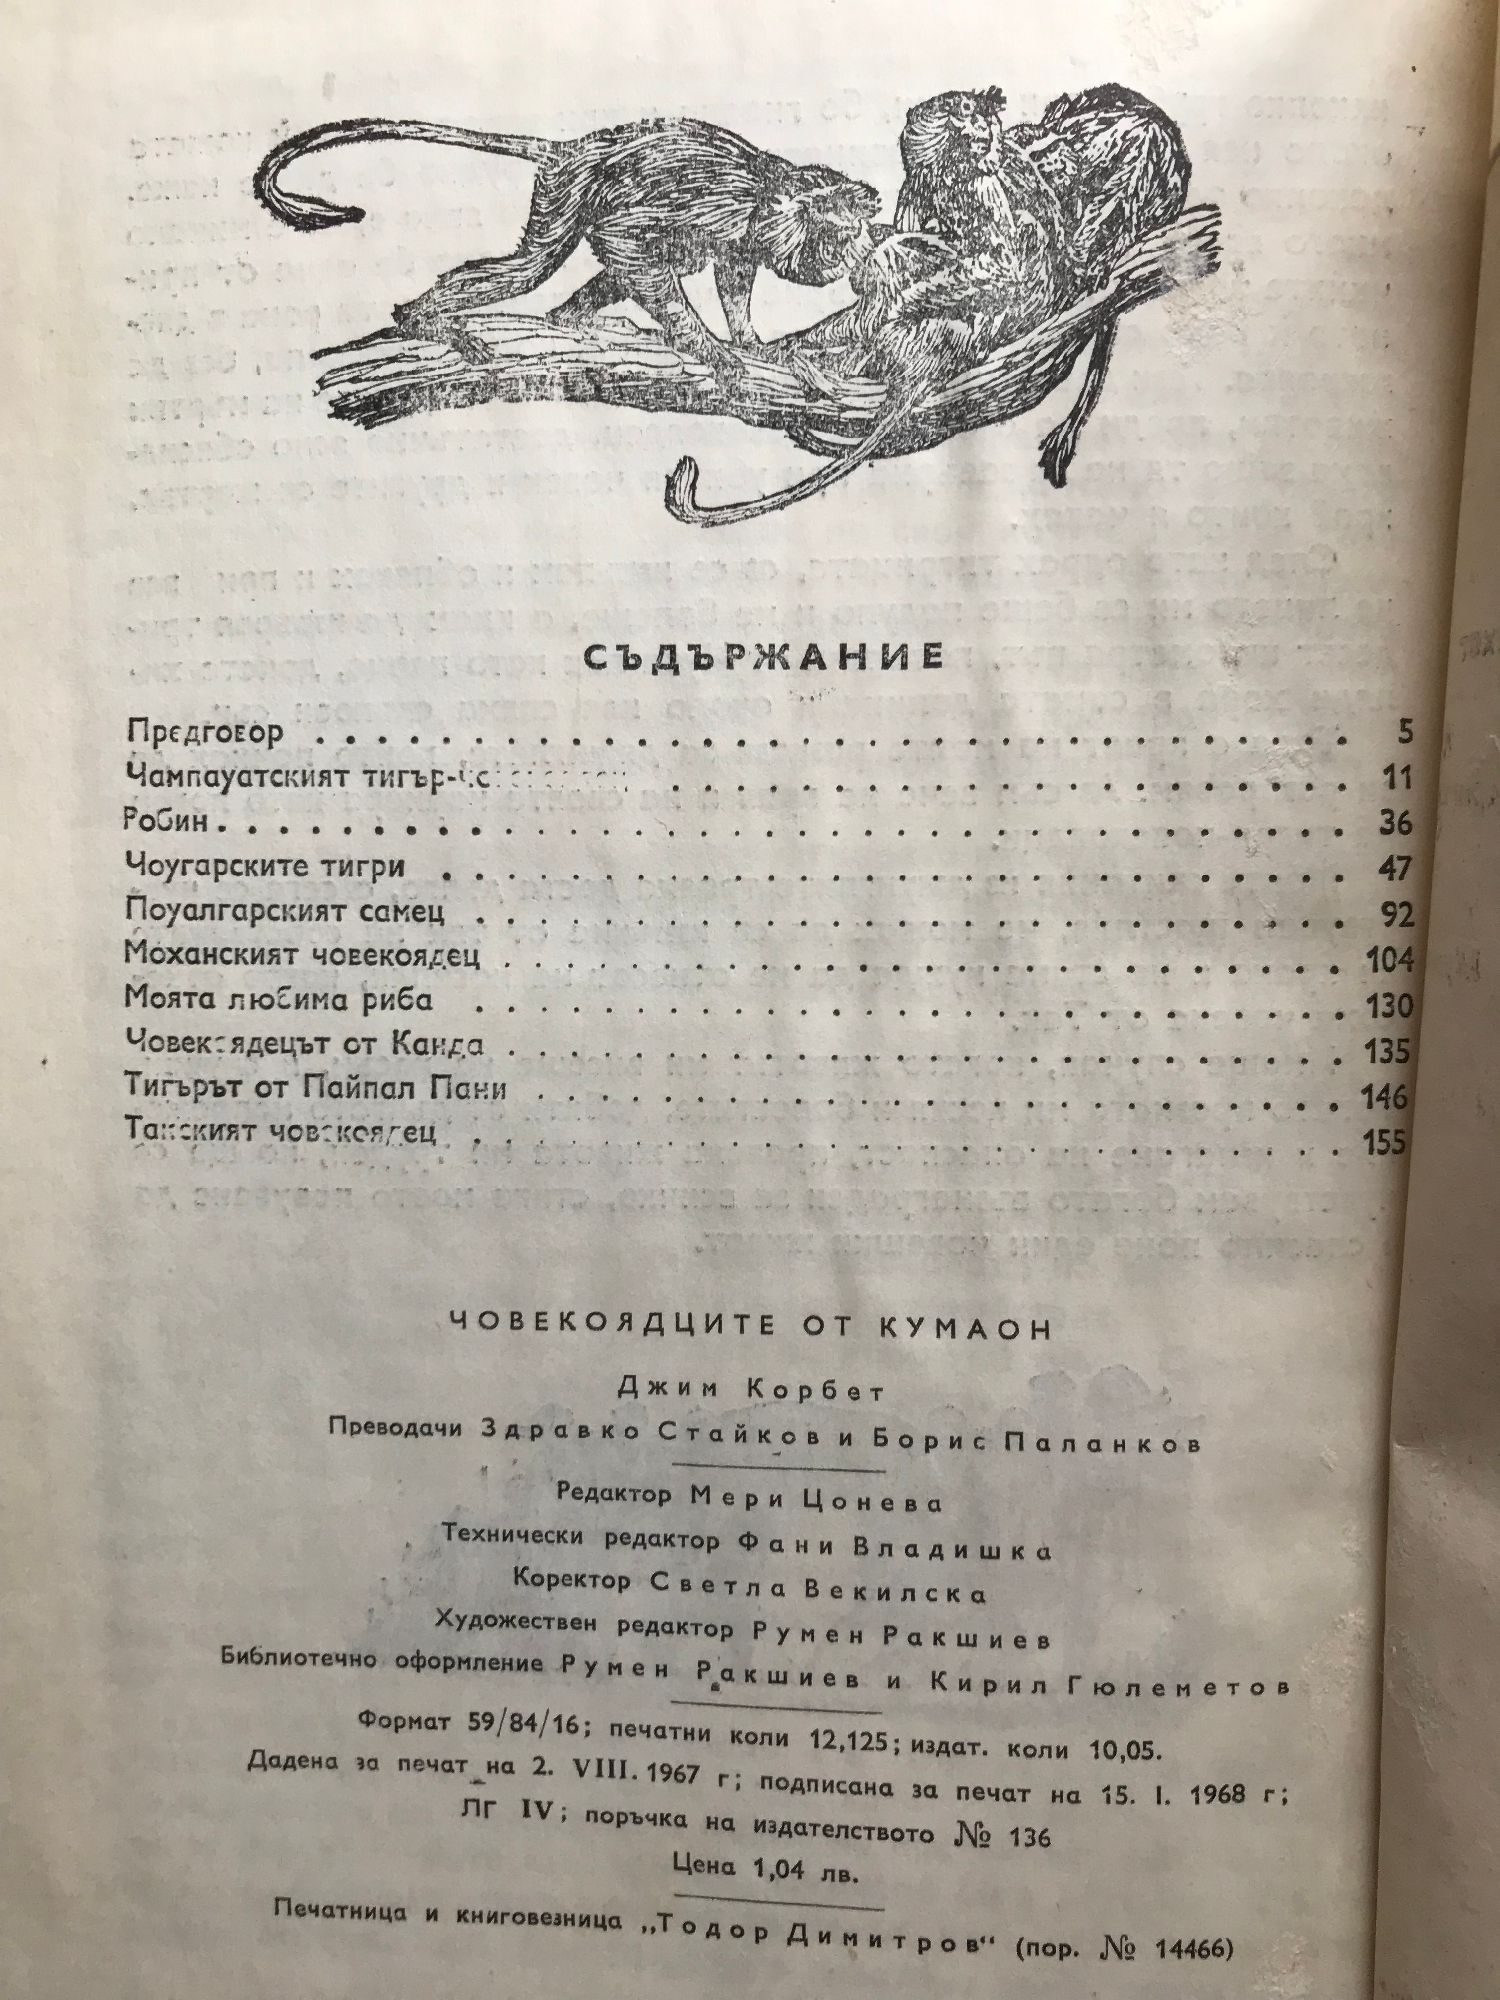 СЪДЪРЖАНИЕ
Предговор . . . . . . . . . . . . . . . . . . . . . . . . . . . . . . . . 5
Чампауатският тигър- . . . . . . . . . . . . . . . . . . . . . 11
Робин . . . . . . . . . . . . . . . . . . . . . . . . . . . . . . . . . . . 36
Чоугарските тигри . . . . . . . . . . . . . . . . . . . . . . . . . . . . 47
Поуалгарският самец . . . . . . . . . . . . . . . . . . . . . . . . . . . 92
Моханският човекоядец . . . . . . . . . . . . . . . . . . . . . . . . . . 104
Моята любима риба . . . . . . . . . . . . . . . . . . . . . . . . . . . 130
Човекоядецът от Канда . . . . . . . . . . . . . . . . . . . . . . . . . . 135
Тигърът от Пайпал Пани . . . . . . . . . . . . . . . . . . . . . . . . . 146
Такският човекоядец . . . . . . . . . . . . . . . . . . . . . . . . . . . 155
ЧОВЕКОЯДЦИТЕ ОТ КУМАОН
Джим Корбет
Преводачи Здравко Стайков и Борис Паланков
Редактор Мери Цонева
Технически редактор Фани Владишка
Коректор Светла Векилска
Художествен редактор Румен Ракшиев
Библиотечно оформление Румен Ракшиев и Кирил Гюлеметов
Формат 59/84/16; печатни коли 12,125; издат. коли 10,05.
Дадена за печат на 2. VIII. 1967 г; подписана за печат на 15. I. 1968 г;
ЛГ IV; поръчка на издателството № 136
Цена 1,04 лв.
Печатница и книговезница „Тодор Димитров“ (пор. № 14466)